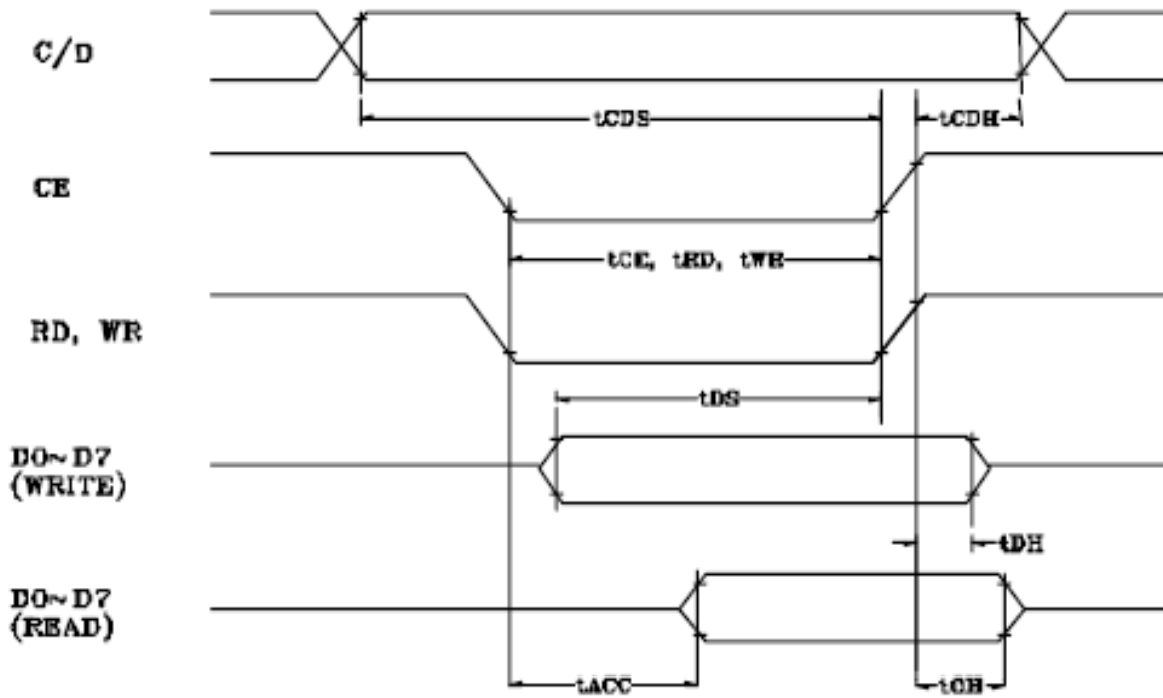 C/D
tCDS
tCDH
CE
tCE, tRD, tWR
RD, WR
tDS
D0~D7
(WRITE)
tDH
D0~D7
(READ)
tACC
tOH